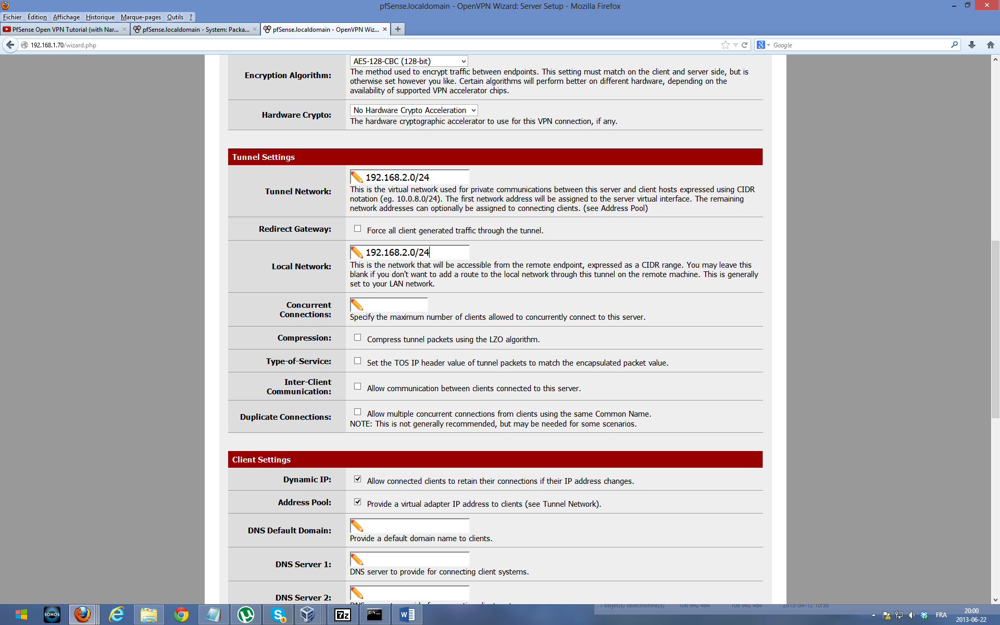 pfSense.localdomain - OpenVPN Wizard: Server Setup - Mozilla Firefox
Fichier Édition Affichage Historique Marque-pages Outils ?
PfSense Open VPN Tutorial (with Nar...
pfSense.localdomain - System: Packa...
pfSense.localdomain - OpenVPN Wiz...
192.168.1.70/wizard.php
Google
Encryption Algorithm:
AES-128-CBC (128-bit)
The method used to encrypt traffic between endpoints. This setting must match on the client and server side, but is
otherwise set however you like. Certain algorithms will perform better on different hardware, depending on the
availability of supported VPN accelerator chips.
Hardware Crypto:
No Hardware Crypto Acceleration
The hardware cryptographic accelerator to use for this VPN connection, if any.
Tunnel Settings
Tunnel Network:
192.168.2.0/24
This is the virtual network used for private communications between this server and client hosts expressed using CIDR
notation (eg. 10.0.8.0/24). The first network address will be assigned to the server virtual interface. The remaining
network addresses can optionally be assigned to connecting clients. (see Address Pool)
Redirect Gateway:
Force all client generated traffic through the tunnel.
Local Network:
192.168.2.0/24
This is the network that will be accessible from the remote endpoint, expressed as a CIDR range. You may leave this
blank if you don't want to add a route to the local network through this tunnel on the remote machine. This is generally
set to your LAN network.
Concurrent
Connections:
Specify the maximum number of clients allowed to concurrently connect to this server.
Compression:
Compress tunnel packets using the LZO algorithm.
Type-of-Service:
Set the TOS IP header value of tunnel packets to match the encapsulated packet value.
Inter-Client
Communication:
Allow communication between clients connected to this server.
Duplicate Connections:
Allow multiple concurrent connections from clients using the same Common Name.
NOTE: This is not generally recommended, but may be needed for some scenarios.
Client Settings
Dynamic IP:
Allow connected clients to retain their connections if their IP address changes.
Address Pool:
Provide a virtual adapter IP address to clients (see Tunnel Network).
DNS Default Domain:
Provide a default domain name to clients.
DNS Server 1:
DNS server to provide for connecting client systems.
DNS Server 2:
1 objet(s) sélectionné(s) 106 942 464 106 942 464 2013-04-12 10:56
SONOS
7z
FRA
20:00
2013-06-22